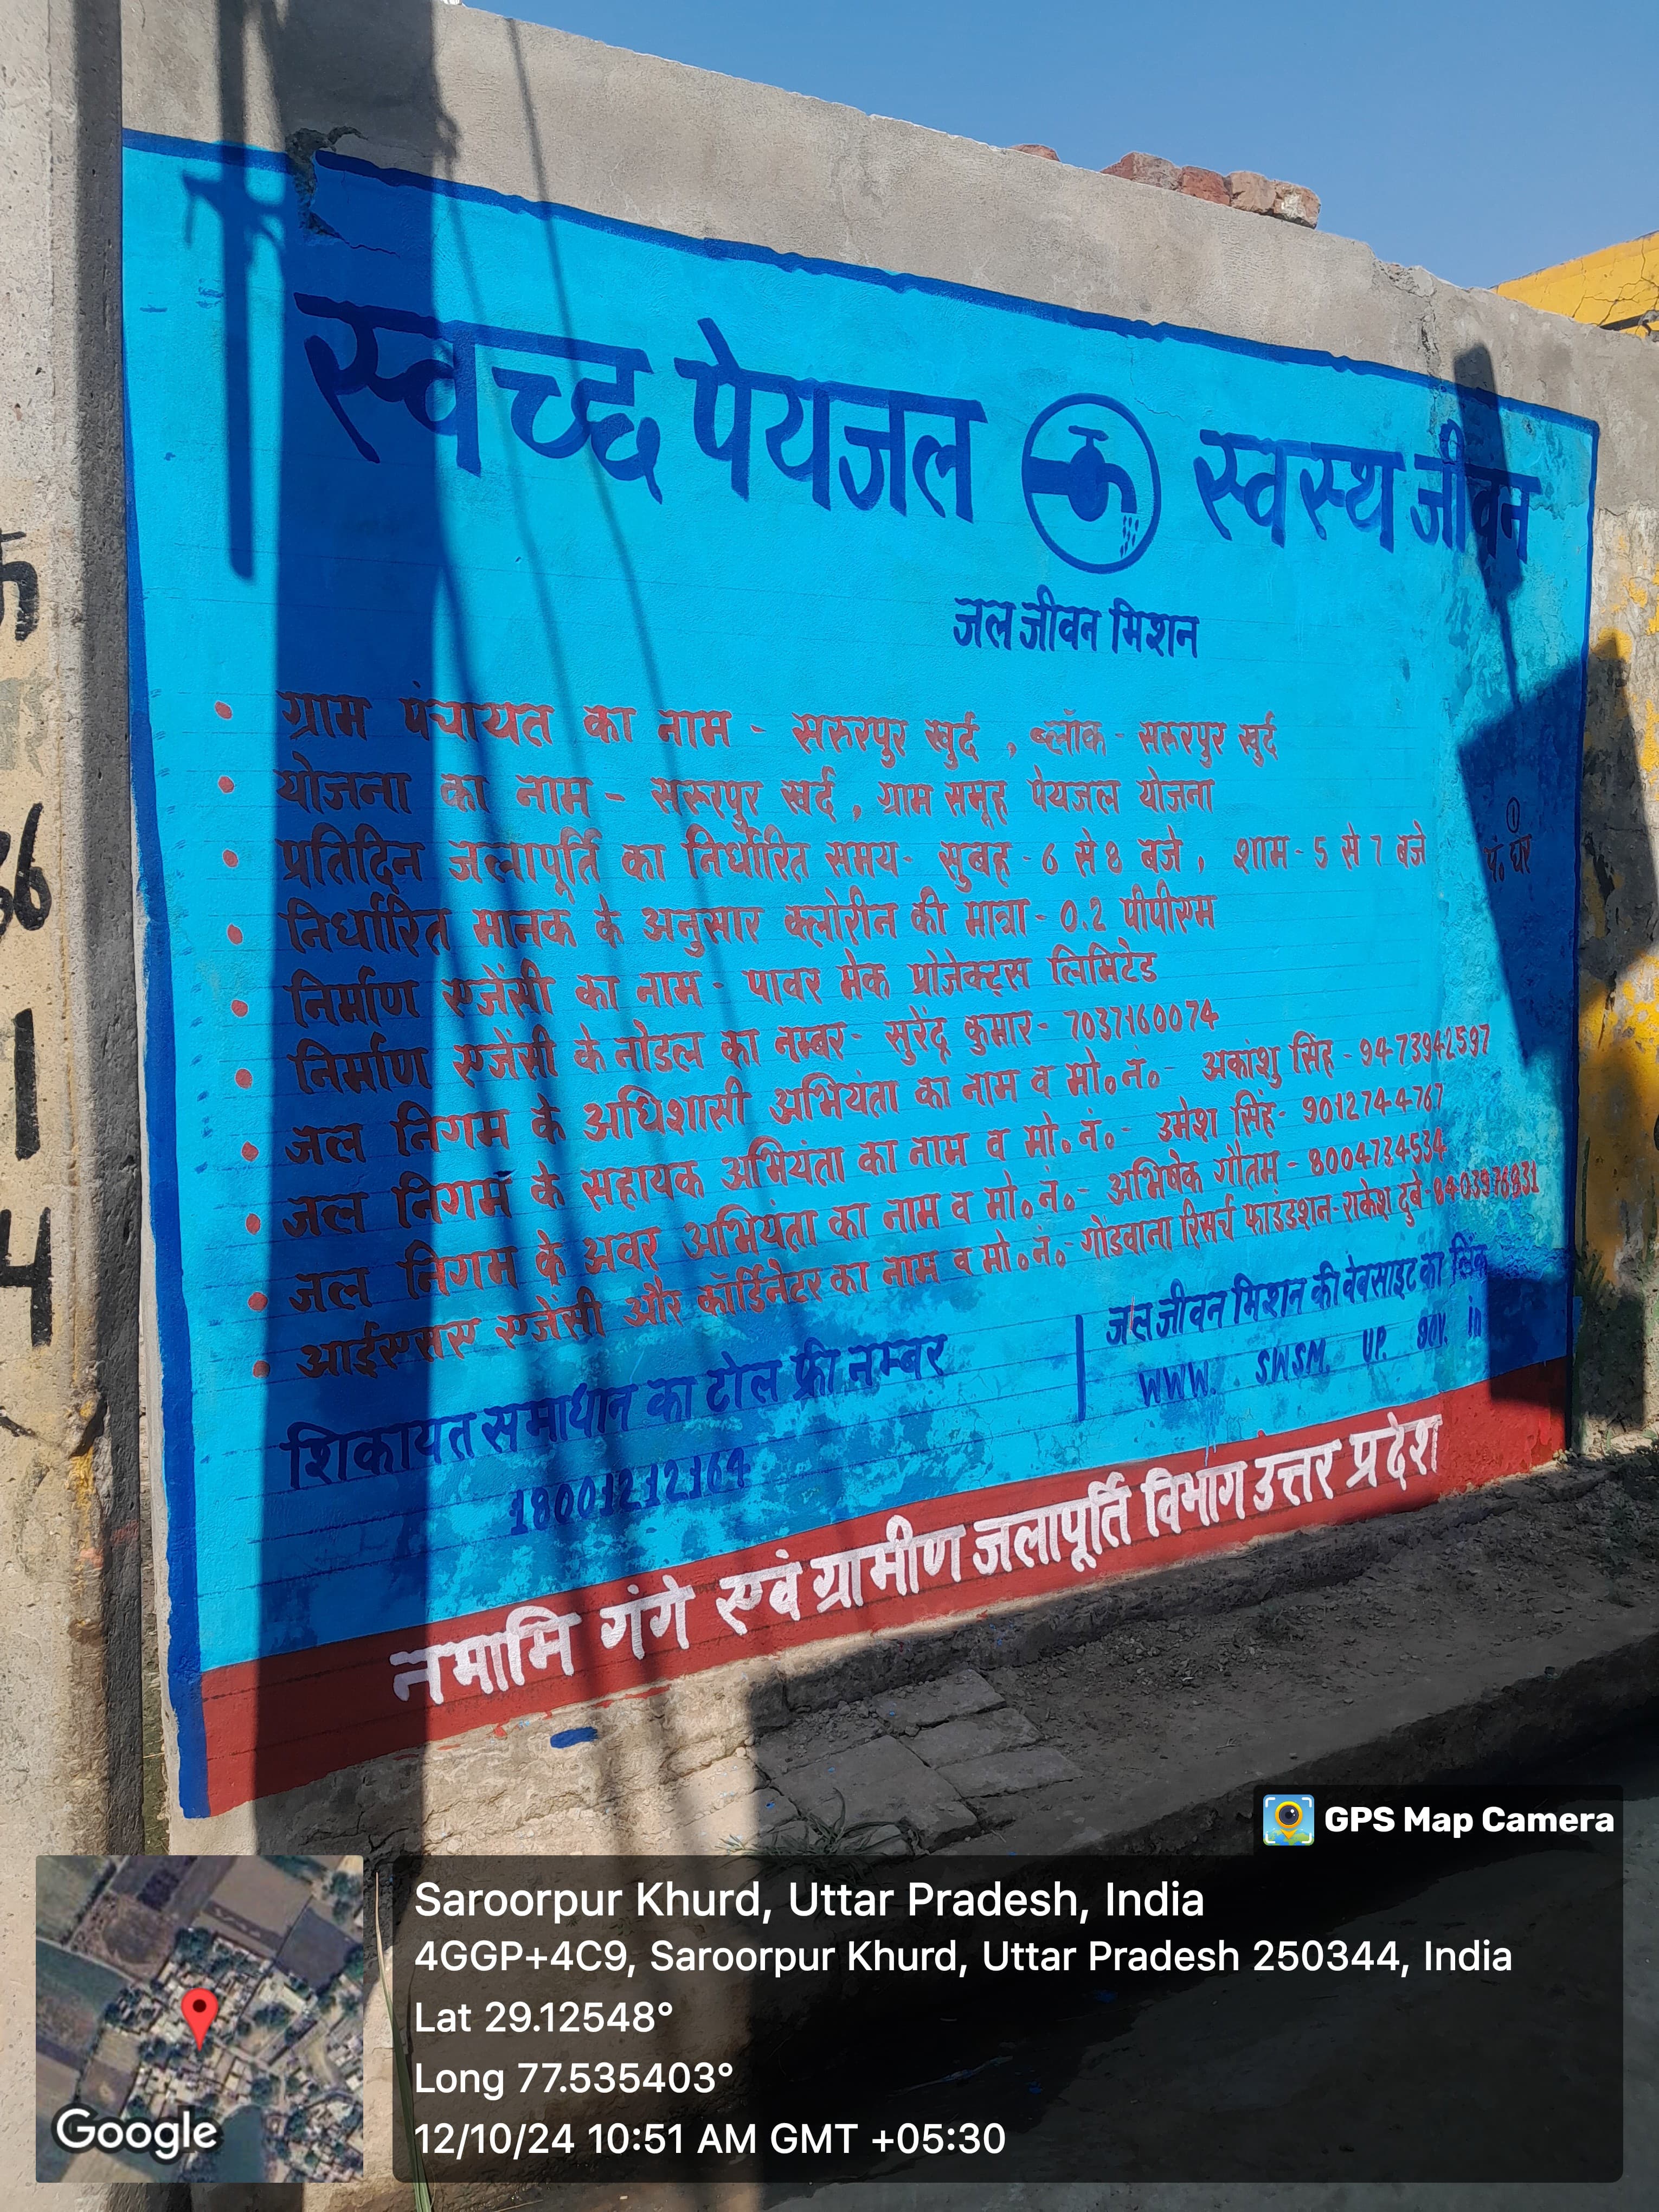 स्वच्छ पेयजल स्वस्थ जीवन
जल जीवन मिशन
• ग्राम पंचायत का नाम - सरुरपुर खुर्द , ब्लॉक - सरुरपुर खुर्द
• योजना का नाम - सरूरपुर खर्द , ग्राम समूह पेयजल योजना
• प्रतिदिन जलापूर्ति का निर्धारित समय - सुबह - 6 से 8 बजे , शाम - 5 से 7 बजे
• निर्धारित मानक के अनुसार क्लोरीन की मात्रा - 0.2 पीपीएम
• निर्माण एजेंसी का नाम - पावर मेक प्रोजेक्ट्स लिमिटेड
• निर्माण एजेंसी के नोडल का नम्बर - सुरेंद्र कुमार - 7037160074
• जल निगम के अधिशासी अभियंता का नाम व मो॰ नं॰ - अकांशु सिंह - 9473942597
• जल निगम के सहायक अभियंता का नाम व मो॰ नं॰ - उमेश सिंह - 9012744767
• जल निगम के अवर अभियंता का नाम व मो॰ नं॰ - अभिषेक गौतम - 8004734534
• आईएसए एजेंसी और कॉर्डिनेटर का नाम व मो॰ नं॰ - गोडवाना रिसर्च फाउंडेशन - राकेश दुबे -
① पं॰ घर
शिकायत समाधान का टोल फ्री नम्बर
18001212164
जल जीवन मिशन की वेबसाइट का लिंक
WWW. SWSM. UP. GOV. in
नमामि गंगे एवं ग्रामीण जलापूर्ति विभाग उत्तर प्रदेश
36
1
4
GPS Map Camera
Saroorpur Khurd, Uttar Pradesh, India
4GGP+4C9, Saroorpur Khurd, Uttar Pradesh 250344, India
Lat 29.12548°
Long 77.535403°
12/10/24 10:51 AM GMT +05:30
Google